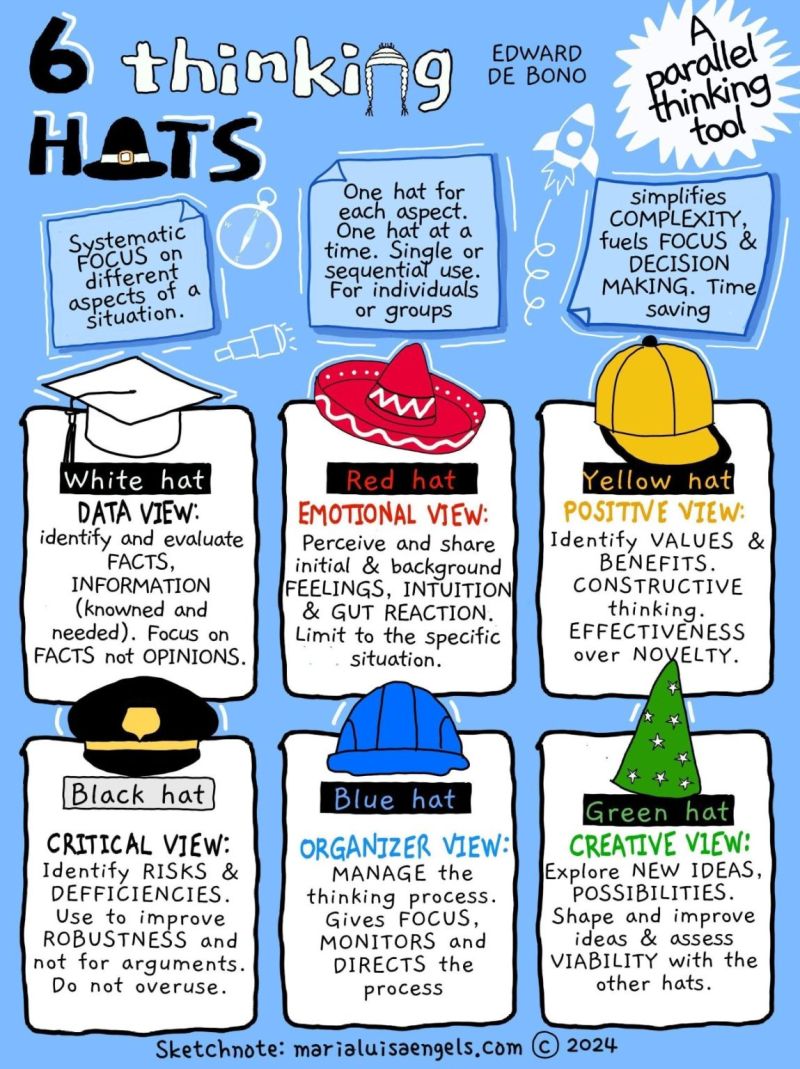 6 thinking
HATS
EDWARD
DE BONO
A
parallel
thinking
tool
Systematic
FOCUS on
different
aspects of a
situation.
One hat for
each aspect.
One hat at a
time. Single or
sequential use.
For individuals
or groups
simplifies
COMPLEXITY,
fuels FOCUS &
DECISION
MAKING. Time
saving
White hat
DATA VIEW:
identify and evaluate
FACTS,
INFORMATION
(knowned and
needed). Focus on
FACTS not OPINIONS.
Red hat
EMOTIONAL VIEW:
Perceive and share
initial & background
FEELINGS, INTUITION
& GUT REACTION.
Limit to the specific
situation.
Yellow hat
POSITIVE VIEW:
Identify VALUES &
BENEFITS.
CONSTRUCTIVE
thinking.
EFFECTIVENESS
over NOVELTY.
Black hat
CRITICAL VIEW:
Identify RISKS &
DEFFICIENCIES.
Use to improve
ROBUSTNESS and
not for arguments.
Do not overuse.
Blue hat
ORGANIZER VIEW:
MANAGE the
thinking process.
Gives FOCUS,
MONITORS and
DIRECTS the
process
Green hat
CREATIVE VIEW:
Explore NEW IDEAS,
POSSIBILITIES.
Shape and improve
ideas & assess
VIABILITY with the
other hats.
Sketchnote: marialuisaengels.com © 2024